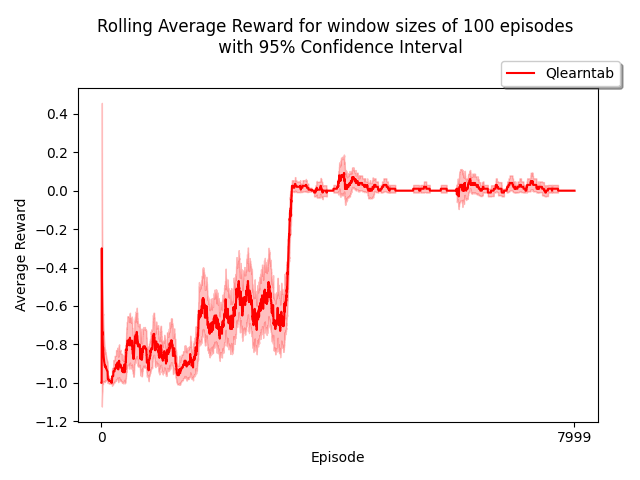 Rolling Average Reward for window sizes of 100 episodes
with 95% Confidence Interval
Qlearntab
0.4
0.2
0.0
−0.2
−0.4
−0.6
−0.8
−1.0
−1.2
Average Reward
0
7999
Episode